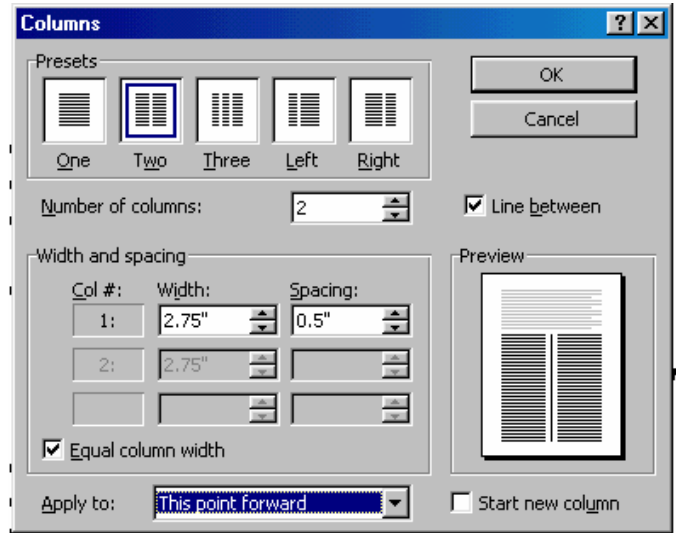 Columns
Presets
OK
Cancel
One Two Three Left Right
Number of columns: 2
Line between
Width and spacing
Preview
Col #: Width: Spacing:
1: 2.75" 0.5"
2: 2.75"
Equal column width
Apply to: This point forward
Start new column